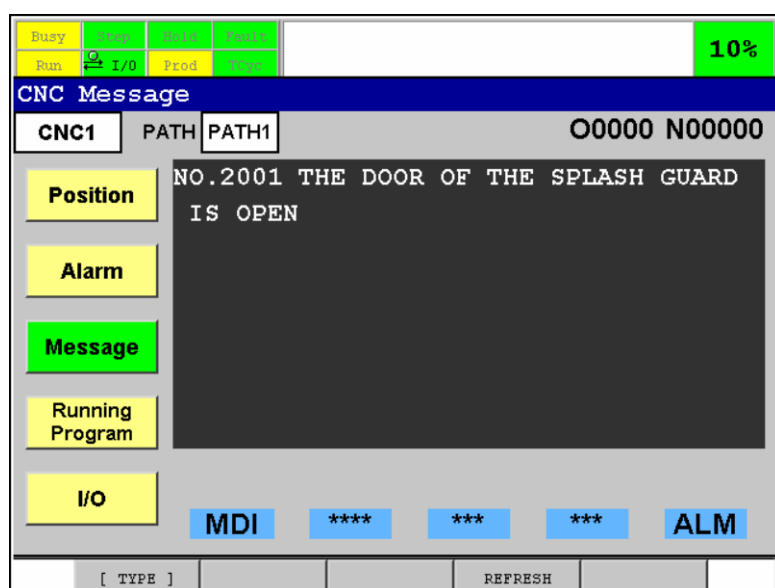 Busy Step Hold Fault
Run I/O Prod TCyc
10%
CNC Message
CNC1 PATH PATH1 O0000 N00000
Position
Alarm
Message
Running
Program
I/O
NO.2001 THE DOOR OF THE SPLASH GUARD
IS OPEN
MDI **** *** *** ALM
[ TYPE ] REFRESH